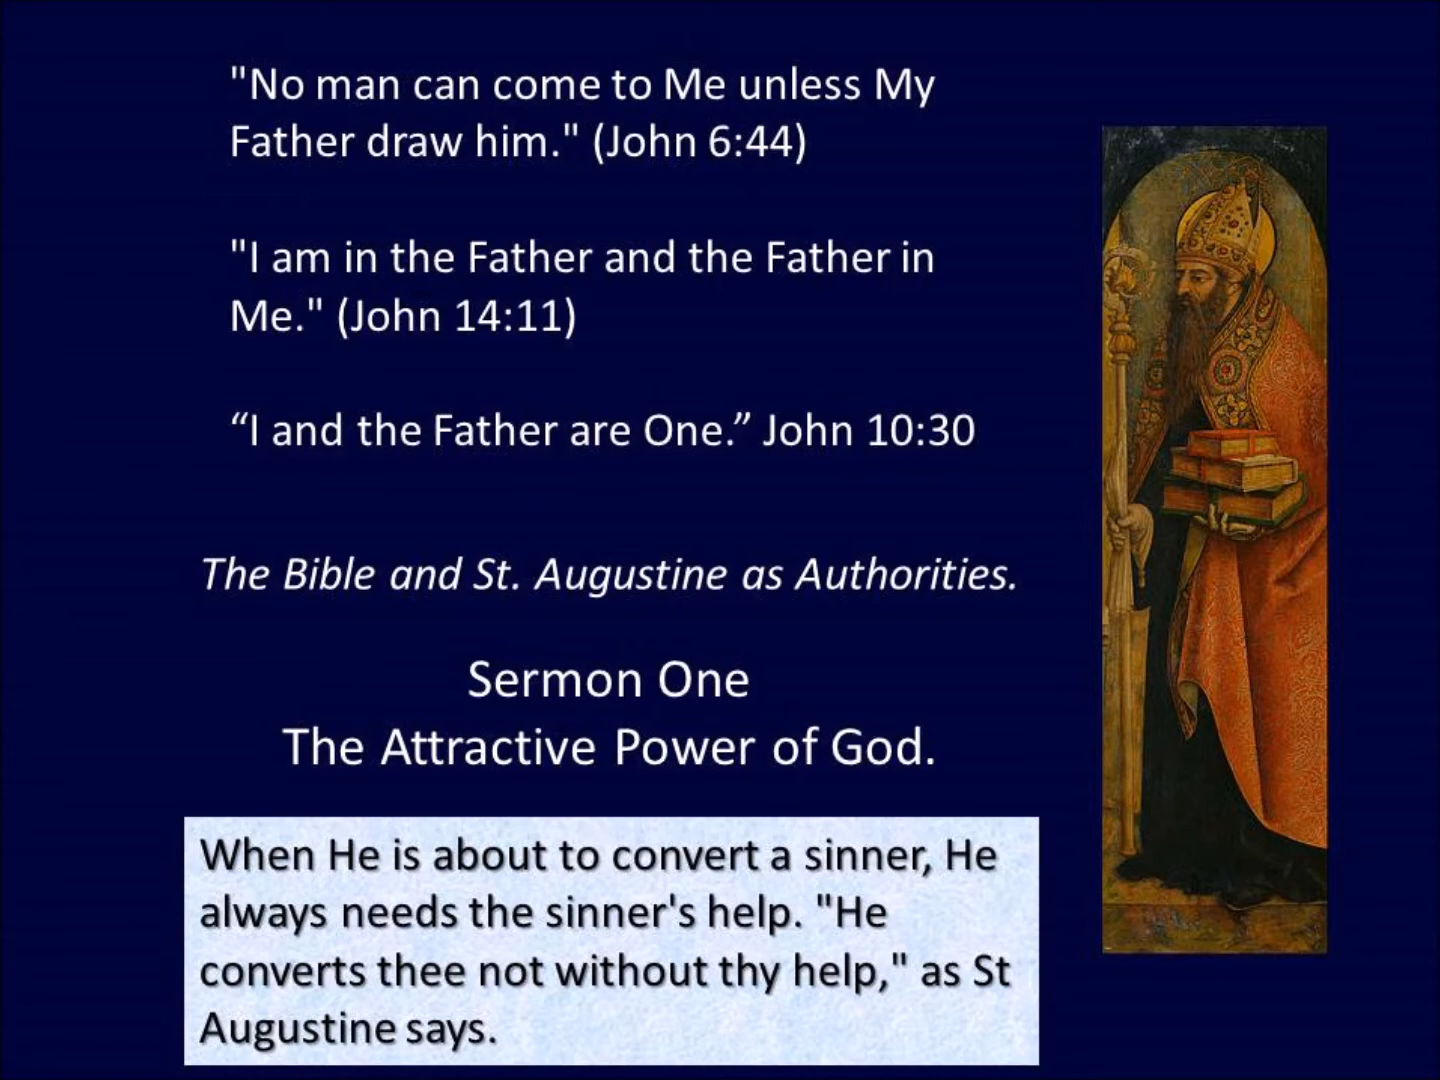 "No man can come to Me unless My
Father draw him." (John 6:44)
"I am in the Father and the Father in
Me." (John 14:11)
“I and the Father are One.” John 10:30
The Bible and St. Augustine as Authorities.
Sermon One
The Attractive Power of God.
When He is about to convert a sinner, He
always needs the sinner's help. "He
converts thee not without thy help," as St
Augustine says.